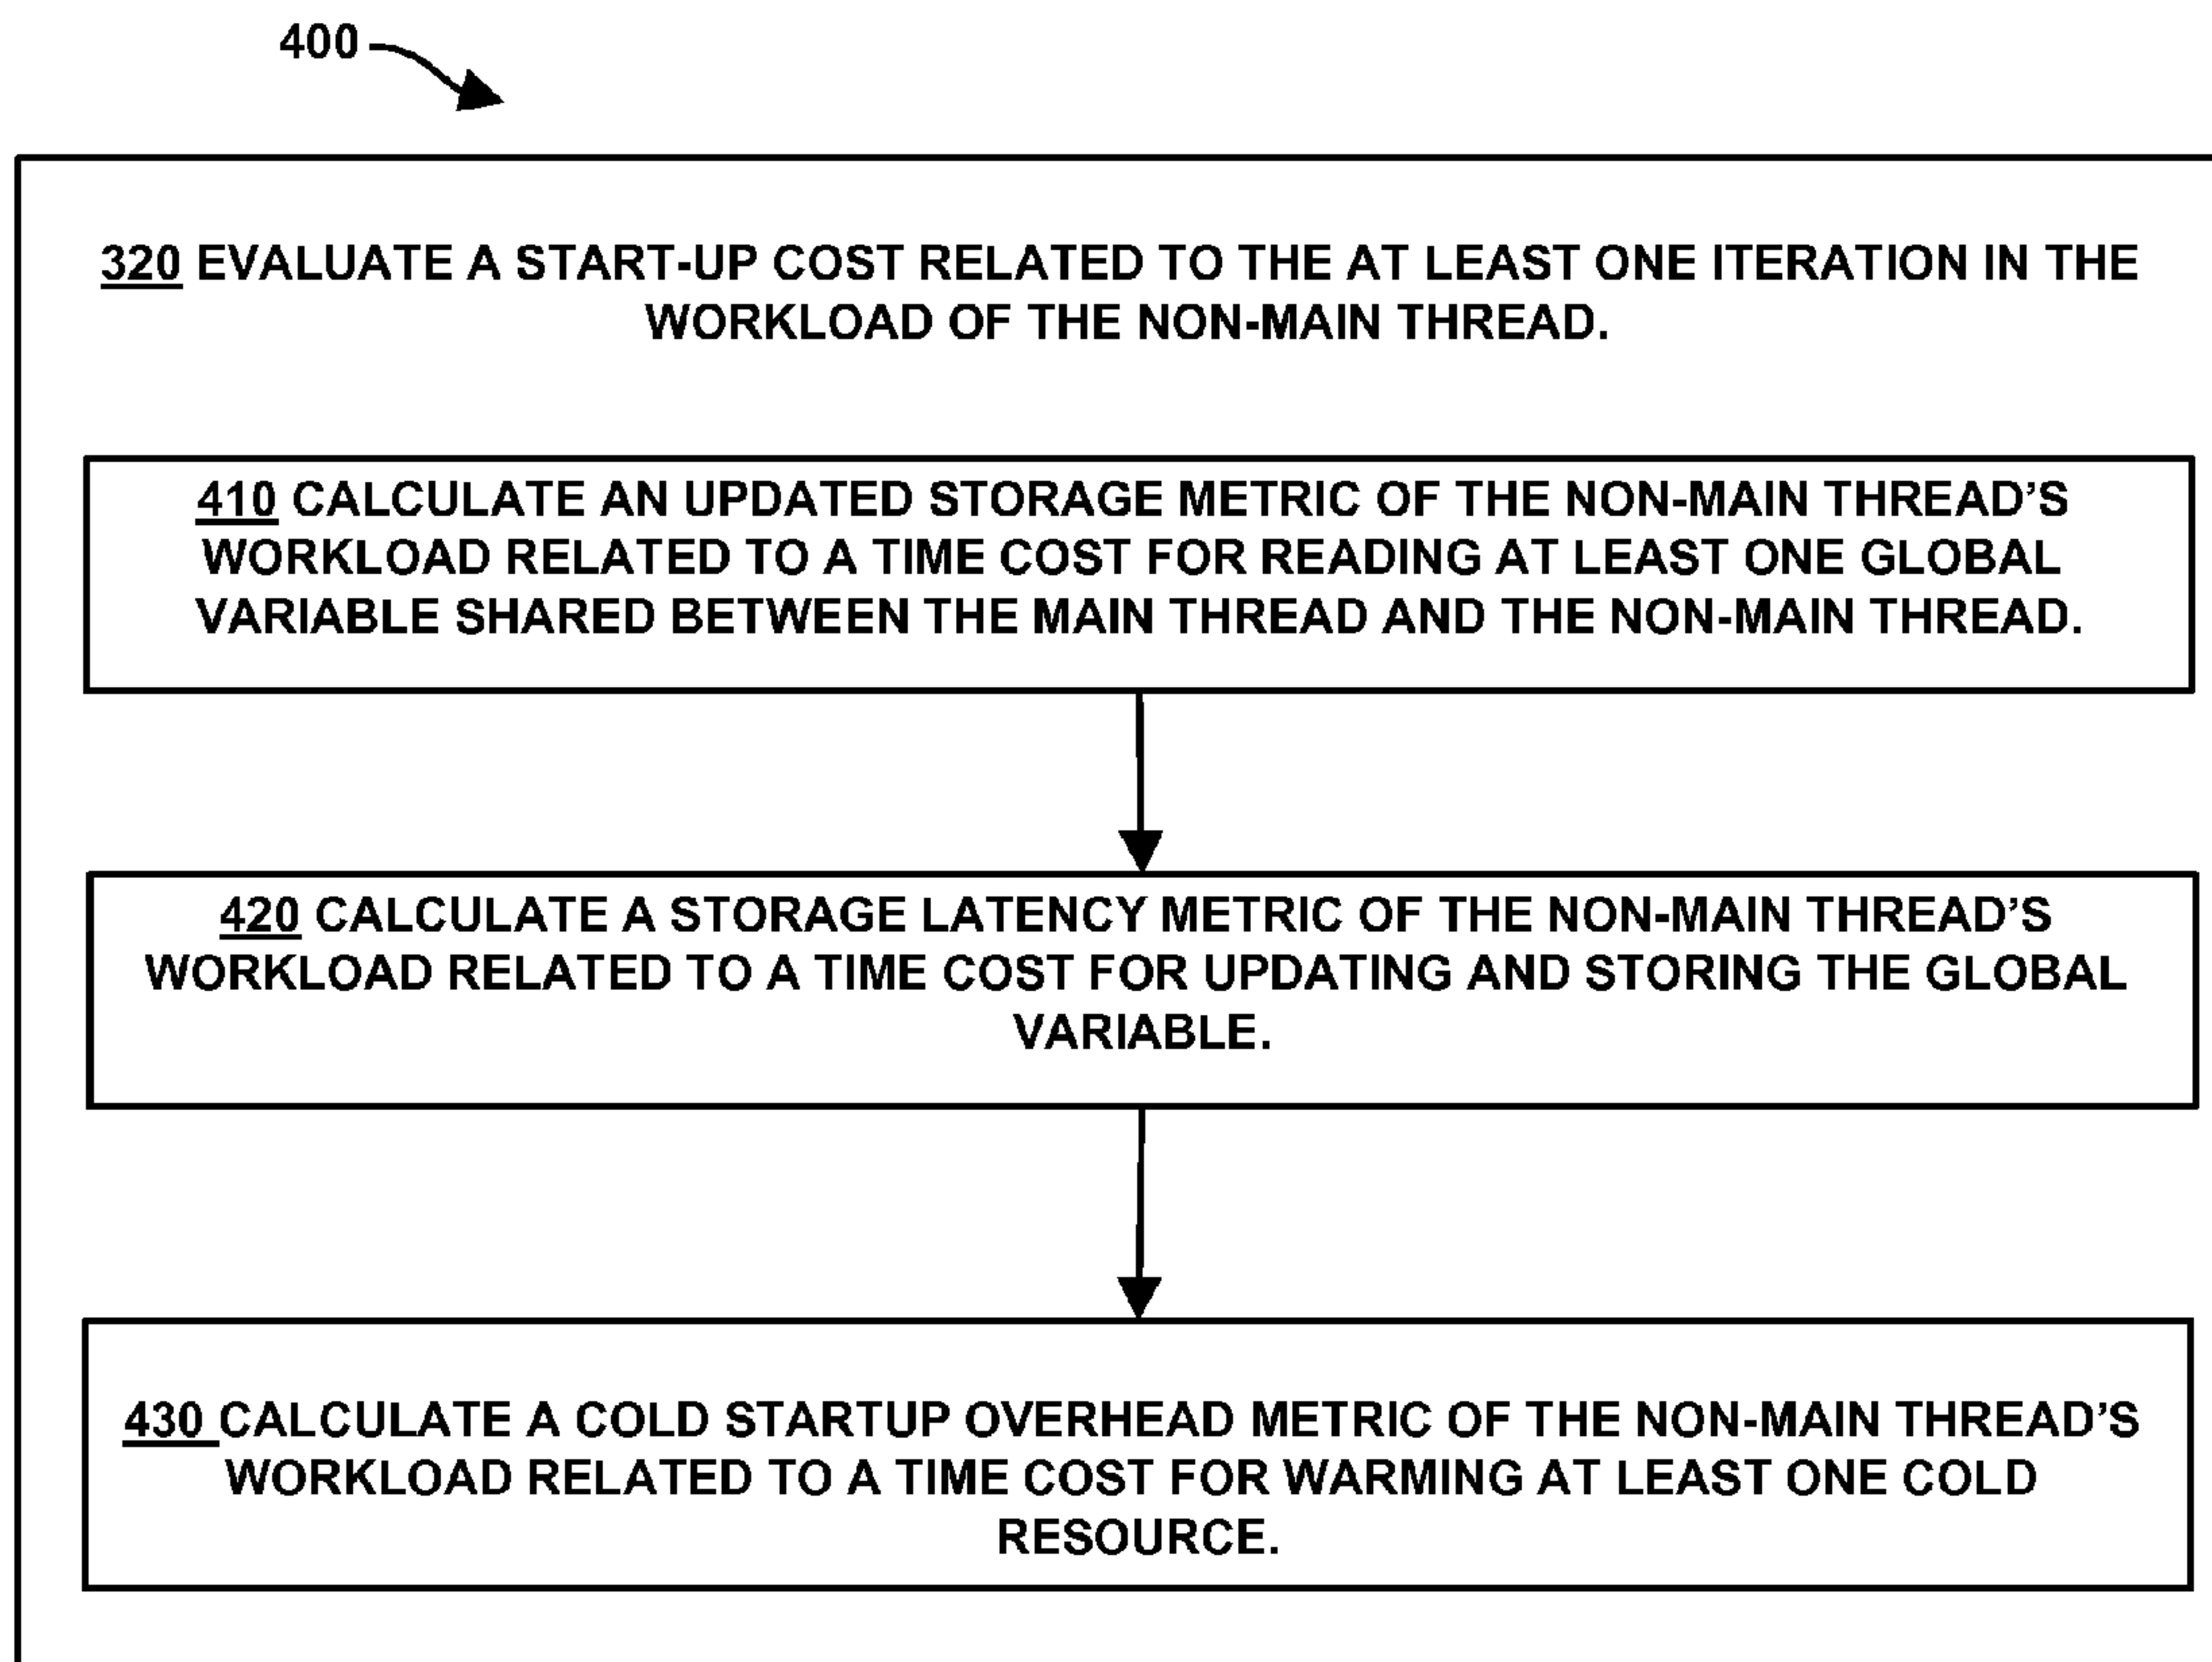 400
320 EVALUATE A START-UP COST RELATED TO THE AT LEAST ONE ITERATION IN THE
WORKLOAD OF THE NON-MAIN THREAD.
410 CALCULATE AN UPDATED STORAGE METRIC OF THE NON-MAIN THREAD’S
WORKLOAD RELATED TO A TIME COST FOR READING AT LEAST ONE GLOBAL
VARIABLE SHARED BETWEEN THE MAIN THREAD AND THE NON-MAIN THREAD.
420 CALCULATE A STORAGE LATENCY METRIC OF THE NON-MAIN THREAD’S
WORKLOAD RELATED TO A TIME COST FOR UPDATING AND STORING THE GLOBAL
VARIABLE.
430 CALCULATE A COLD STARTUP OVERHEAD METRIC OF THE NON-MAIN THREAD’S
WORKLOAD RELATED TO A TIME COST FOR WARMING AT LEAST ONE COLD
RESOURCE.